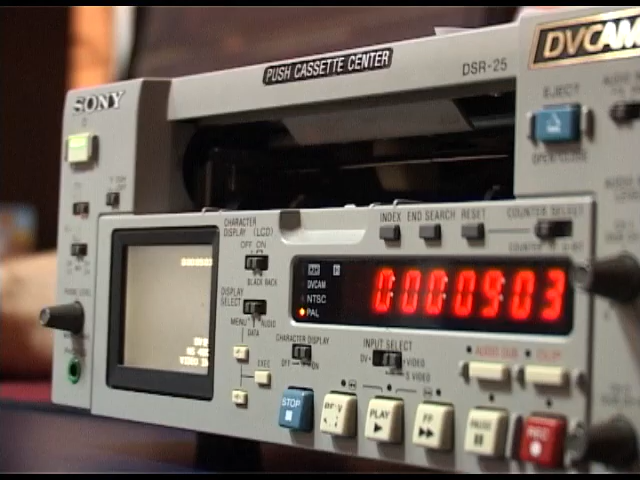 DVCAM
PUSH CASSETTE CENTER
DSR-25
SONY
EJECT
OPEN/CLOSE
CHARACTER
DISPLAY (LCD)
OFF ON
BLACK BACK
INDEX
END SEARCH
RESET
COUNTER SELECT
DVCAM
NTSC
PAL
DISPLAY
SELECT
MENU
AUDIO
DATA
CHARACTER DISPLAY
OFF
ON
INPUT SELECT
DV
VIDEO
S VIDEO
EXEC
AUDIO DUB
STOP
PLAY
FF
PAUSE
REC